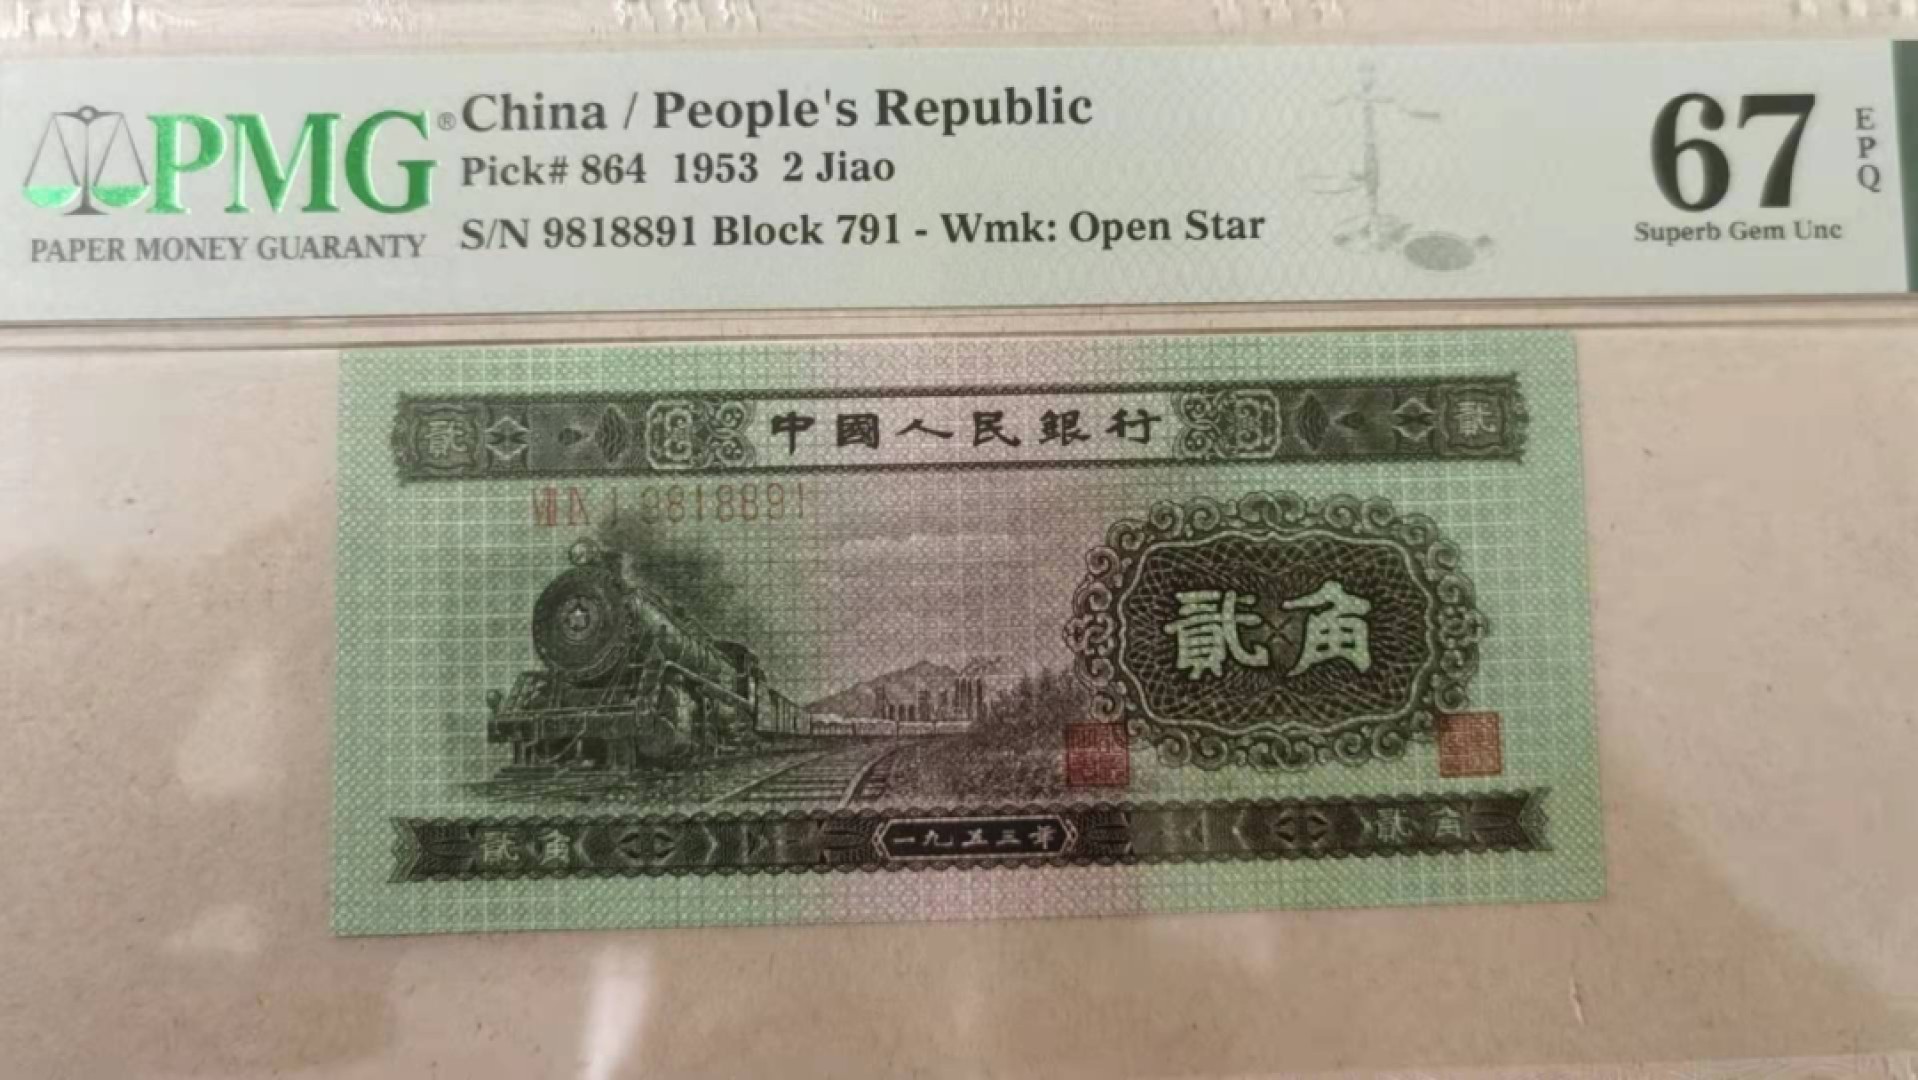 PMG® China / People's Republic
Pick# 864 1953 2 Jiao
S/N 9818891 Block 791 - Wmk: Open Star
PAPER MONEY GUARANTY
67 EPQ
Superb Gem Unc
貳 中國人民銀行 貳
9818891
貳角
貳角 一九五三年 貳角